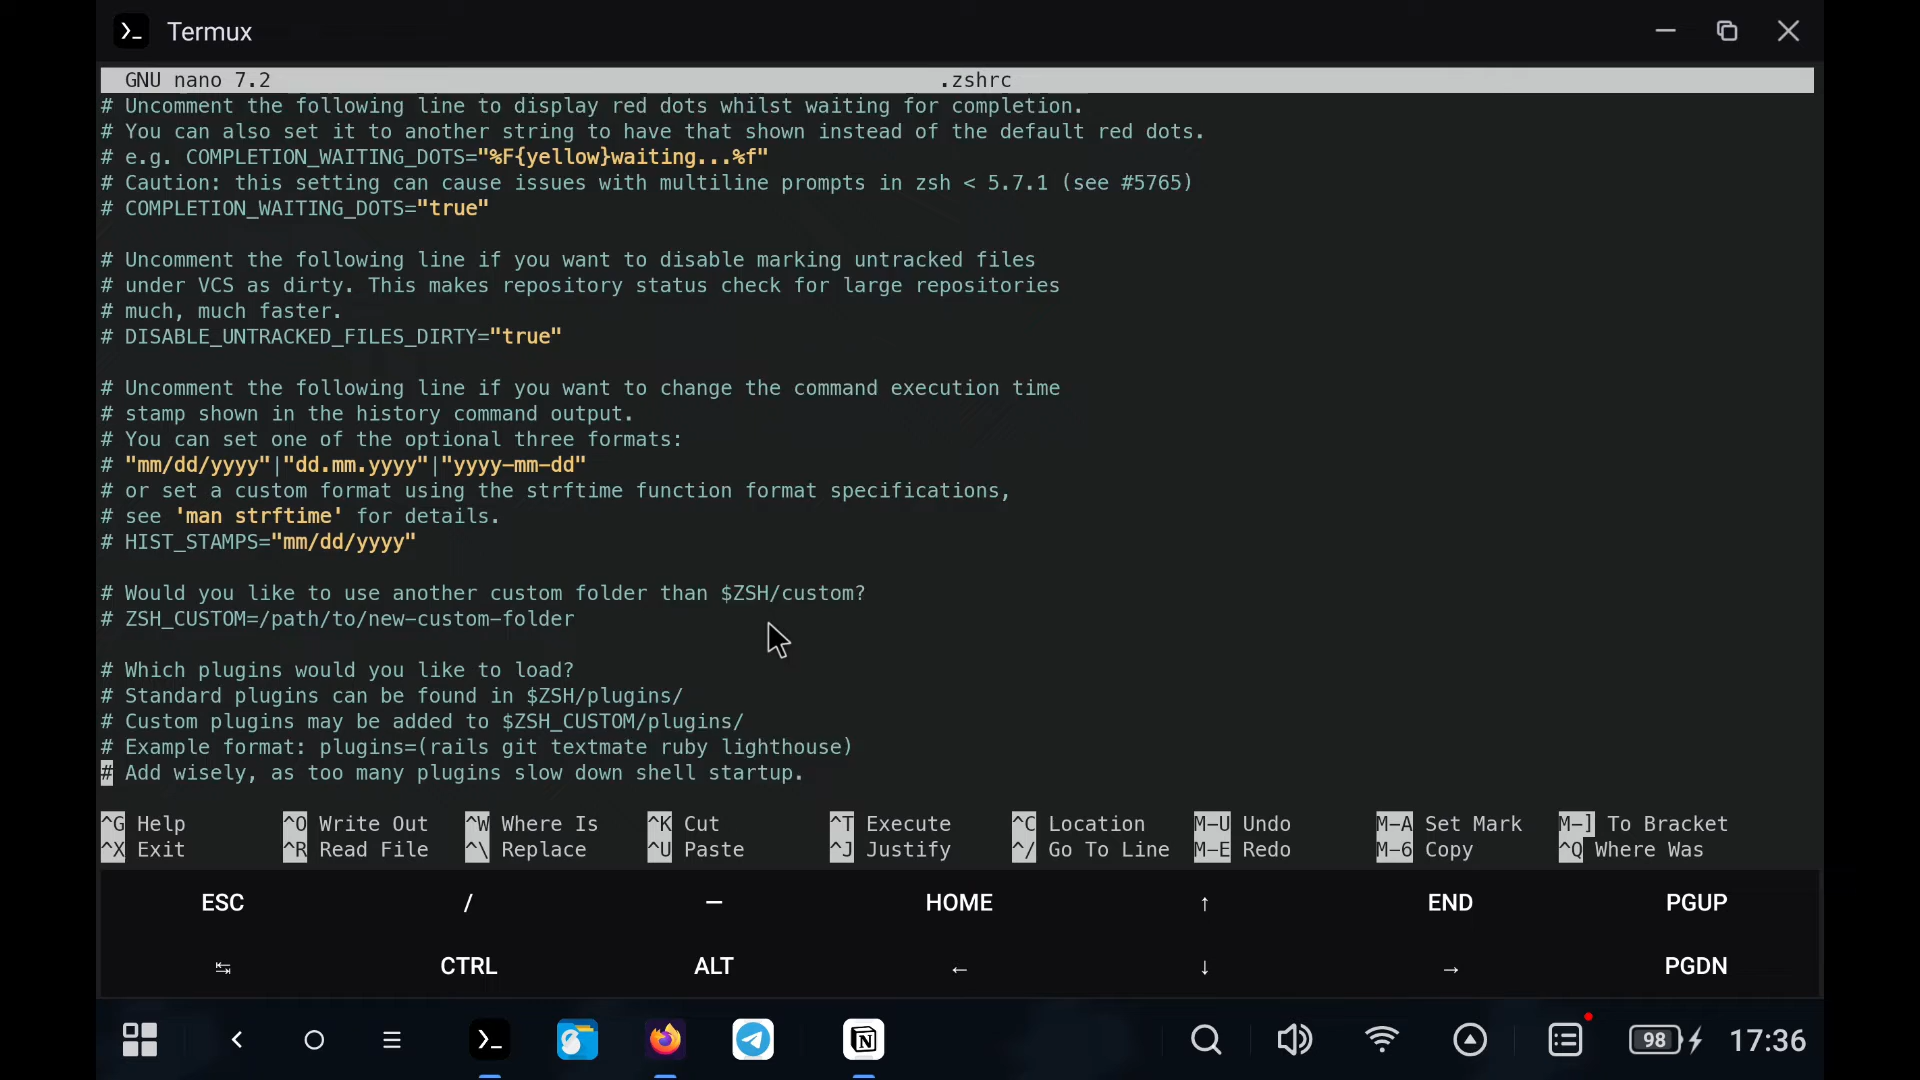 Termux
GNU nano 7.2 .zshrc
# Uncomment the following line to display red dots whilst waiting for completion.
# You can also set it to another string to have that shown instead of the default red dots.
# e.g. COMPLETION_WAITING_DOTS="%F{yellow}waiting...%f"
# Caution: this setting can cause issues with multiline prompts in zsh < 5.7.1 (see #5765)
# COMPLETION_WAITING_DOTS="true"
# Uncomment the following line if you want to disable marking untracked files
# under VCS as dirty. This makes repository status check for large repositories
# much, much faster.
# DISABLE_UNTRACKED_FILES_DIRTY="true"
# Uncomment the following line if you want to change the command execution time
# stamp shown in the history command output.
# You can set one of the optional three formats:
# "mm/dd/yyyy"|"dd.mm.yyyy"|"yyyy-mm-dd"
# or set a custom format using the strftime function format specifications,
# see 'man strftime' for details.
# HIST_STAMPS="mm/dd/yyyy"
# Would you like to use another custom folder than $ZSH/custom?
# ZSH_CUSTOM=/path/to/new-custom-folder
# Which plugins would you like to load?
# Standard plugins can be found in $ZSH/plugins/
# Custom plugins may be added to $ZSH_CUSTOM/plugins/
# Example format: plugins=(rails git textmate ruby lighthouse)
# Add wisely, as too many plugins slow down shell startup.
^G Help ^O Write Out ^W Where Is ^K Cut ^T Execute ^C Location M-U Undo M-A Set Mark M-] To Bracket
^X Exit ^R Read File ^\ Replace ^U Paste ^J Justify ^/ Go To Line M-E Redo M-6 Copy ^Q Where Was
ESC / — HOME ↑ END PGUP
↹ CTRL ALT ← ↓ → PGDN
98 17:36